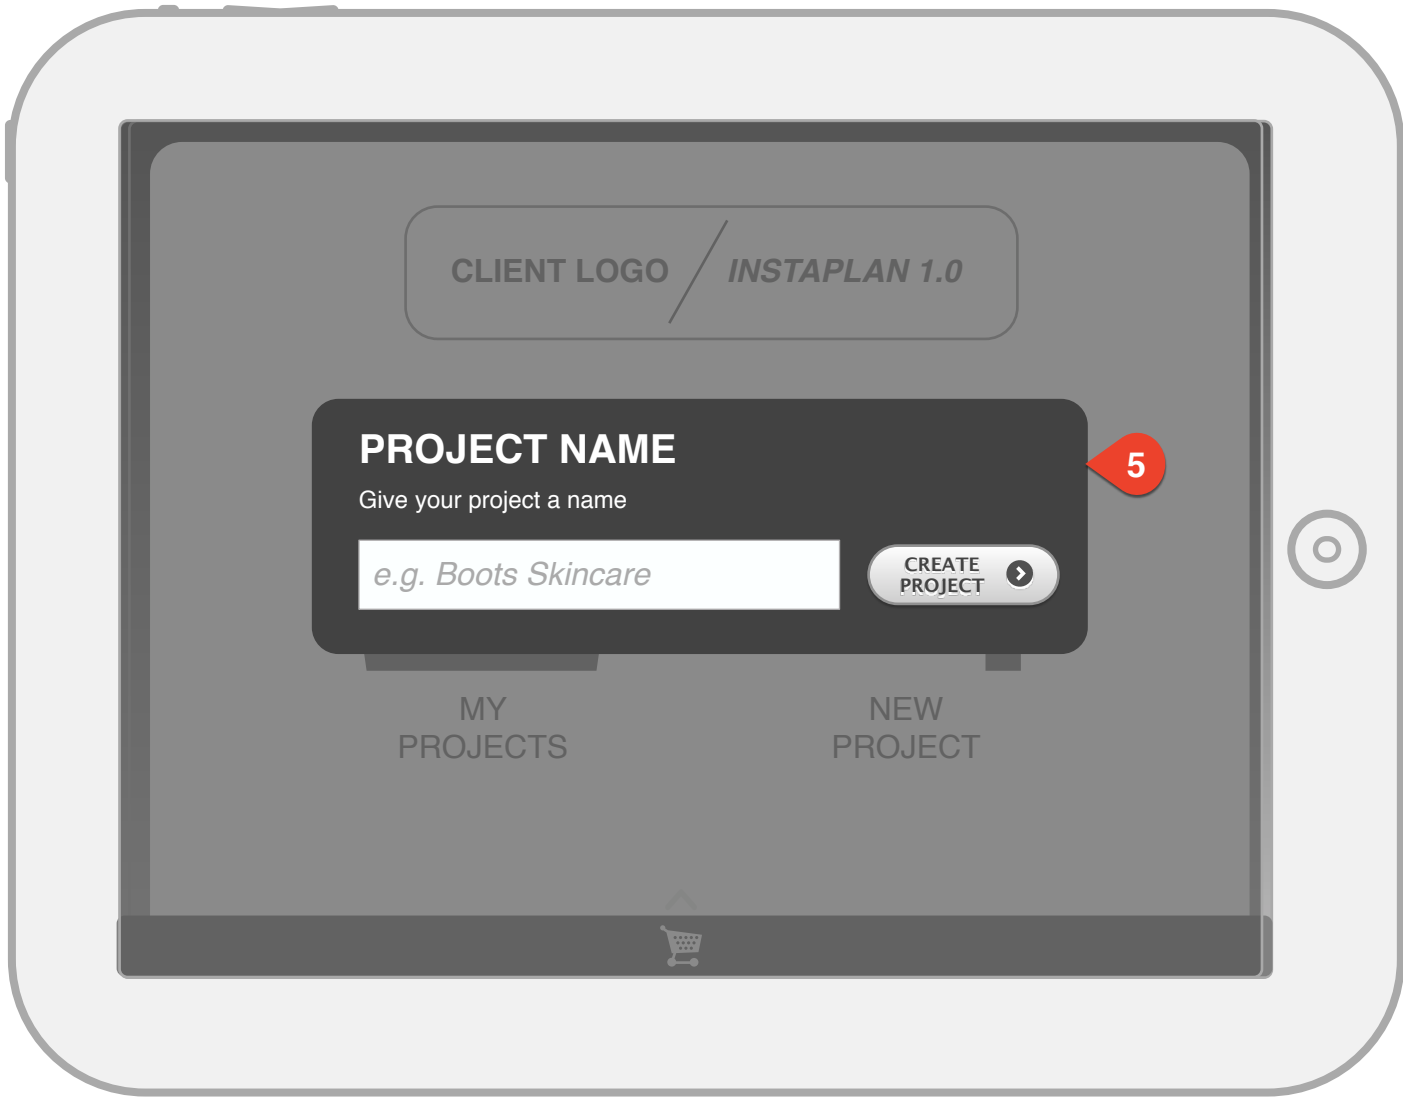 CLIENT LOGO / INSTAPLAN 1.0
PROJECT NAME
5
Give your project a name
e.g. Boots Skincare
CREATE
PROJECT
MY
PROJECTS
NEW
PROJECT